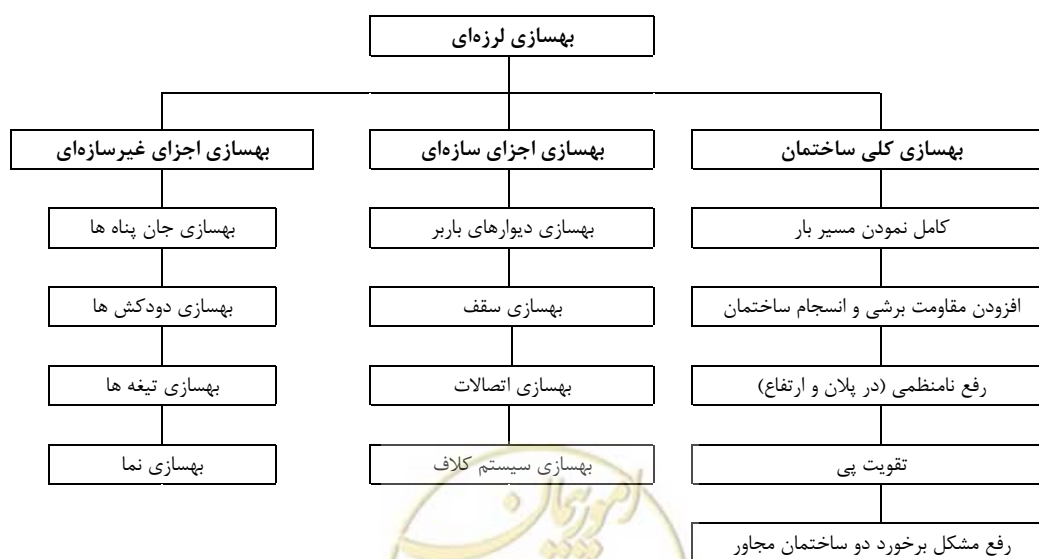 بهسازی لرزه‌ای
بهسازی کلی ساختمان
کامل نمودن مسیر بار
افزودن مقاومت برشی و انسجام ساختمان
رفع نامنظمی (در پلان و ارتفاع)
تقویت پی
رفع مشکل برخورد دو ساختمان مجاور
بهسازی اجزای سازه‌ای
بهسازی دیوارهای باربر
بهسازی سقف
بهسازی اتصالات
بهسازی سیستم کلاف
بهسازی اجزای غیرسازه‌ای
بهسازی جان پناه ها
بهسازی دودکش ها
بهسازی تیغه ها
بهسازی نما
امور پیمان